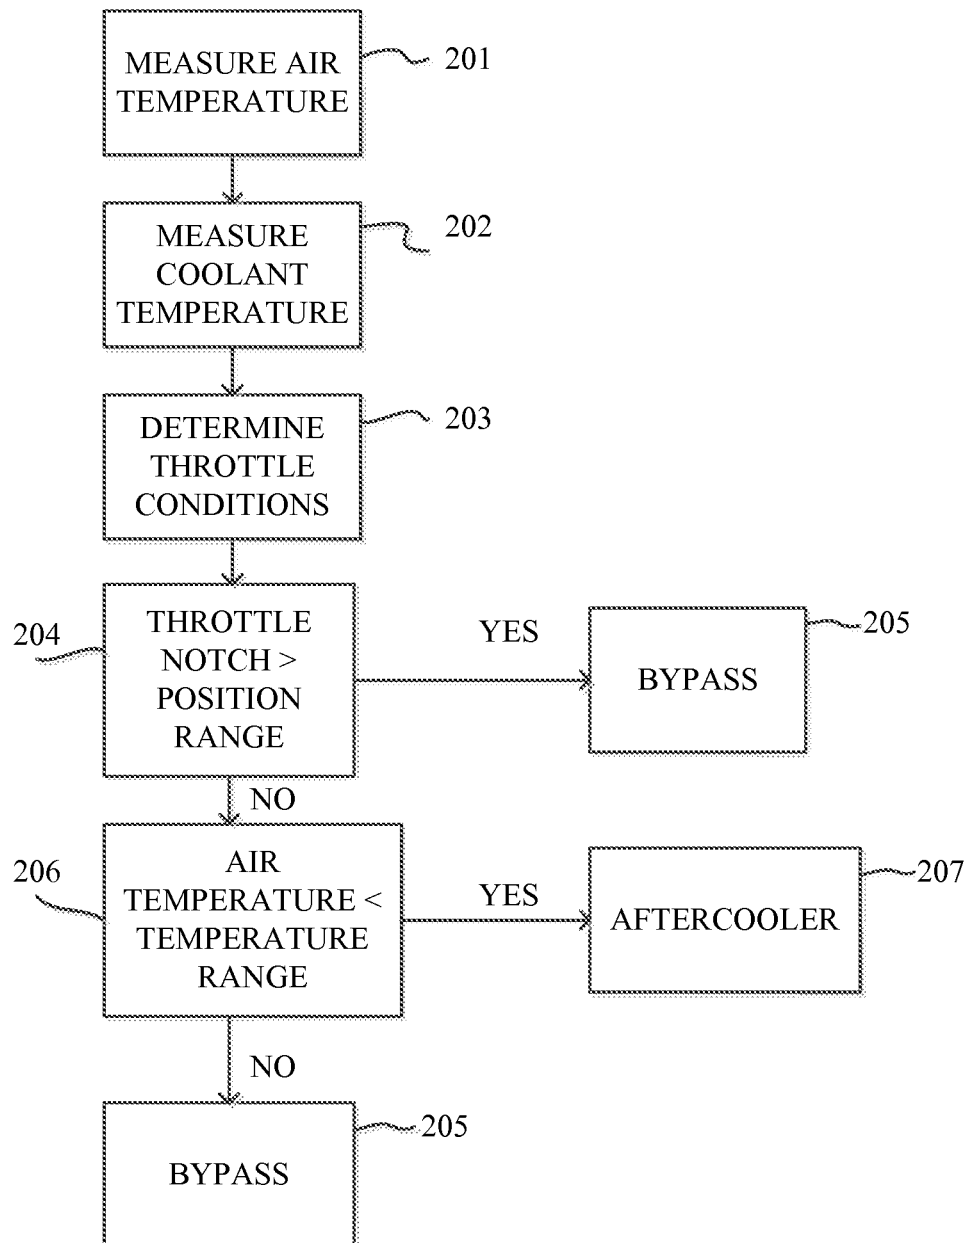 MEASURE AIR
TEMPERATURE
201
MEASURE
COOLANT
TEMPERATURE
202
DETERMINE
THROTTLE
CONDITIONS
203
204
THROTTLE
NOTCH >
POSITION
RANGE
YES
BYPASS
205
NO
206
AIR
TEMPERATURE <
TEMPERATURE
RANGE
YES
AFTERCOOLER
207
NO
BYPASS
205